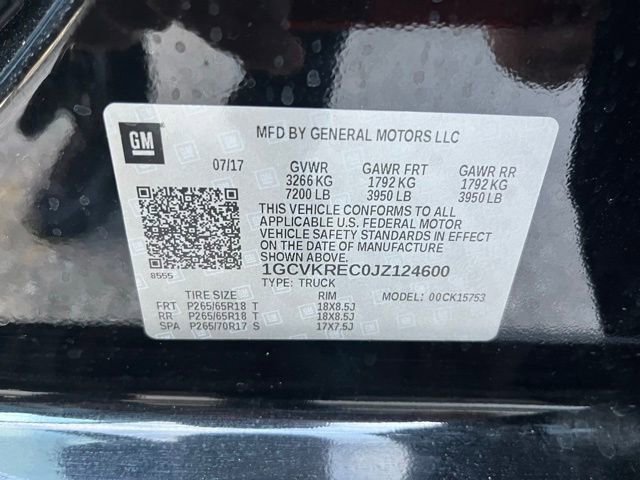 GM
MFD BY GENERAL MOTORS LLC
07/17 GVWR GAWR FRT GAWR RR
3266 KG 1792 KG 1792 KG
7200 LB 3950 LB 3950 LB
THIS VEHICLE CONFORMS TO ALL
APPLICABLE U.S. FEDERAL MOTOR
VEHICLE SAFETY STANDARDS IN EFFECT
ON THE DATE OF MANUFACTURE
SHOWN ABOVE.
8555
1GCVKREC0JZ124600
TYPE: TRUCK
TIRE SIZE RIM MODEL: 00CK15753
FRT P265/65R18 T 18X8.5J
RR P265/65R18 T 18X8.5J
SPA P265/70R17 S 17X7.5J